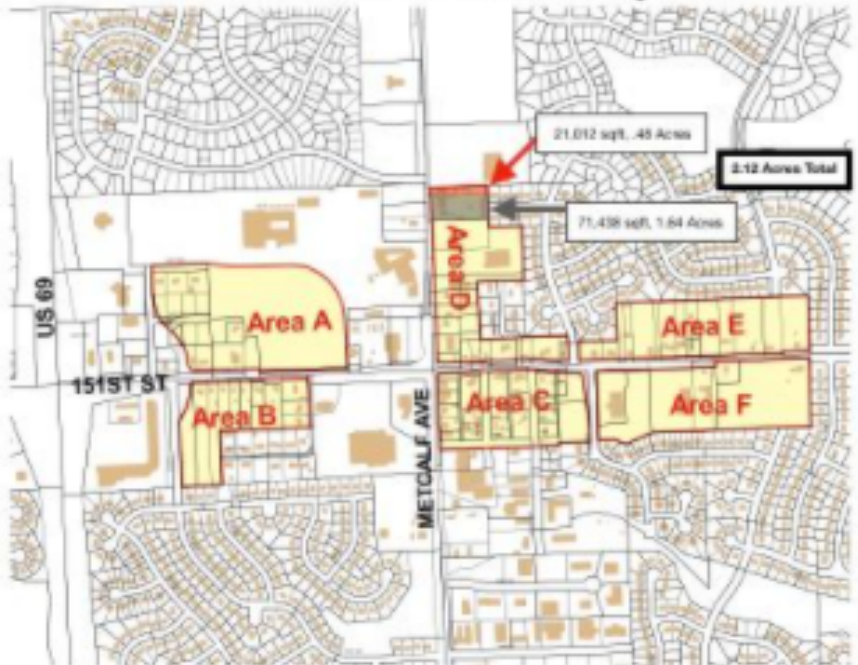 21,012 sqft, .48 Acres
2.12 Acres Total
71,438 sqft, 1.64 Acres
Area D
US 69
Area A
Area E
151ST ST
Area B
METCALF AVE
Area C
Area F